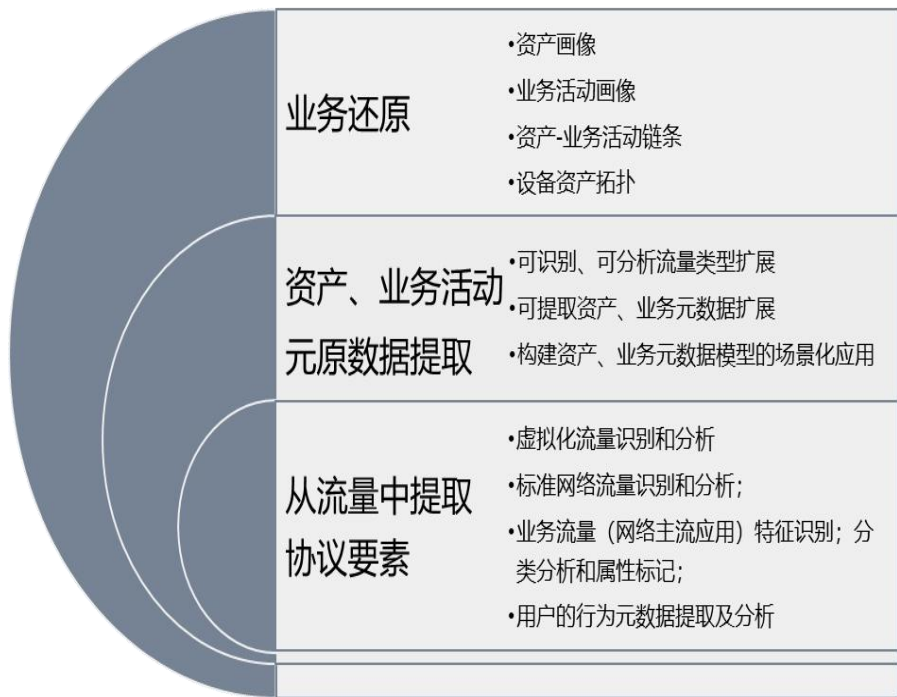 业务还原
•资产画像
•业务活动画像
•资产-业务活动链条
•设备资产拓扑
资产、业务活动
元原数据提取
•可识别、可分析流量类型扩展
•可提取资产、业务元数据扩展
•构建资产、业务元数据模型的场景化应用
从流量中提取
协议要素
•虚拟化流量识别和分析
•标准网络流量识别和分析；
•业务流量（网络主流应用）特征识别；分
类分析和属性标记；
•用户的行为元数据提取及分析